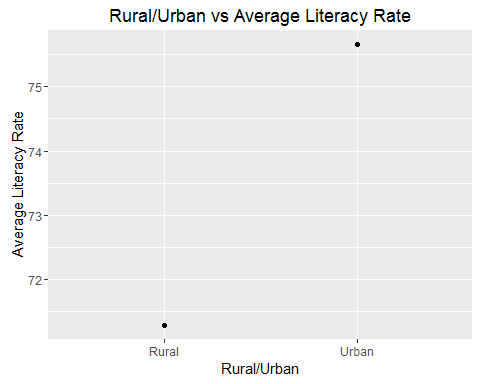 Rural/Urban vs Average Literacy Rate
Average Literacy Rate
75
74
73
72
Rural
Urban
Rural/Urban